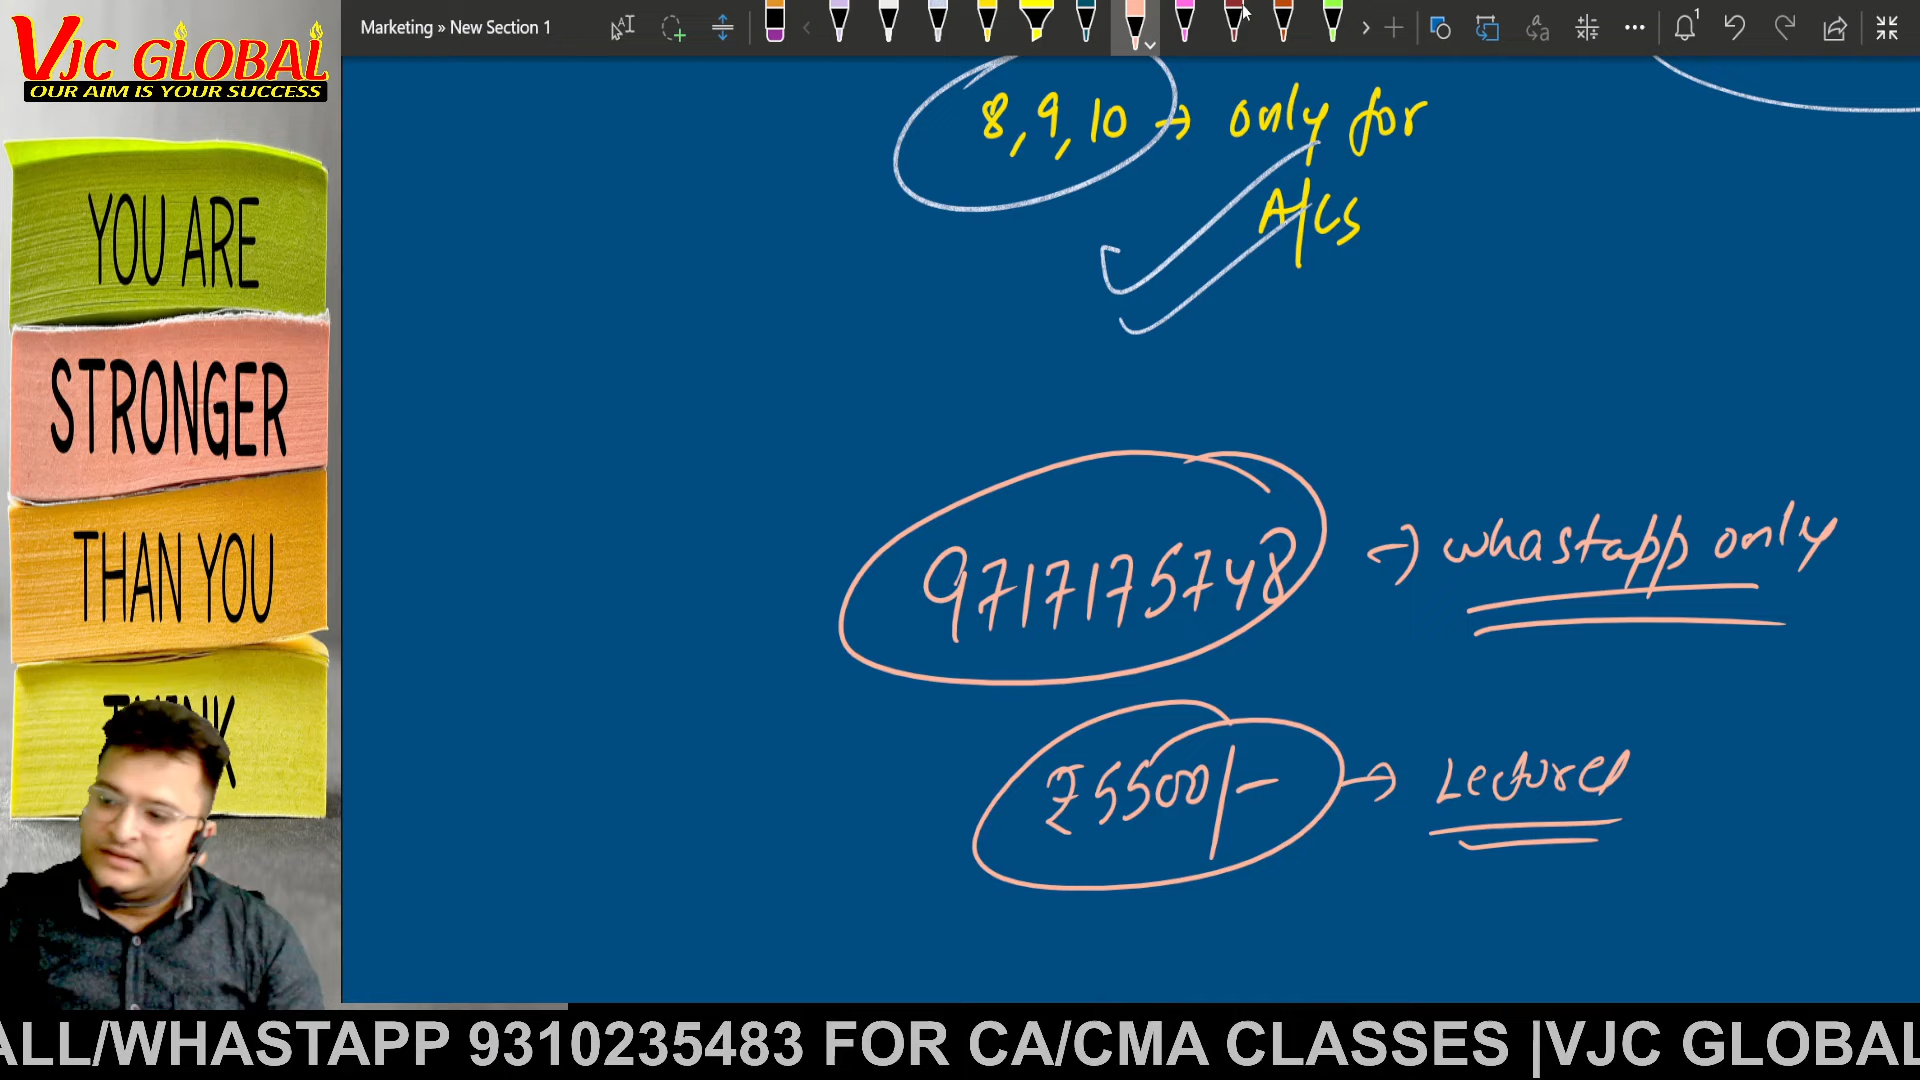 VJC GLOBAL
OUR AIM IS YOUR SUCCESS
Marketing » New Section 1
YOU ARE
STRONGER
THAN YOU
THINK
8, 9, 10 → only for
A/CS
9717175748 → whastapp only
₹5500/- → Lectures
ALL/WHASTAPP 9310235483 FOR CA/CMA CLASSES |VJC GLOBAL